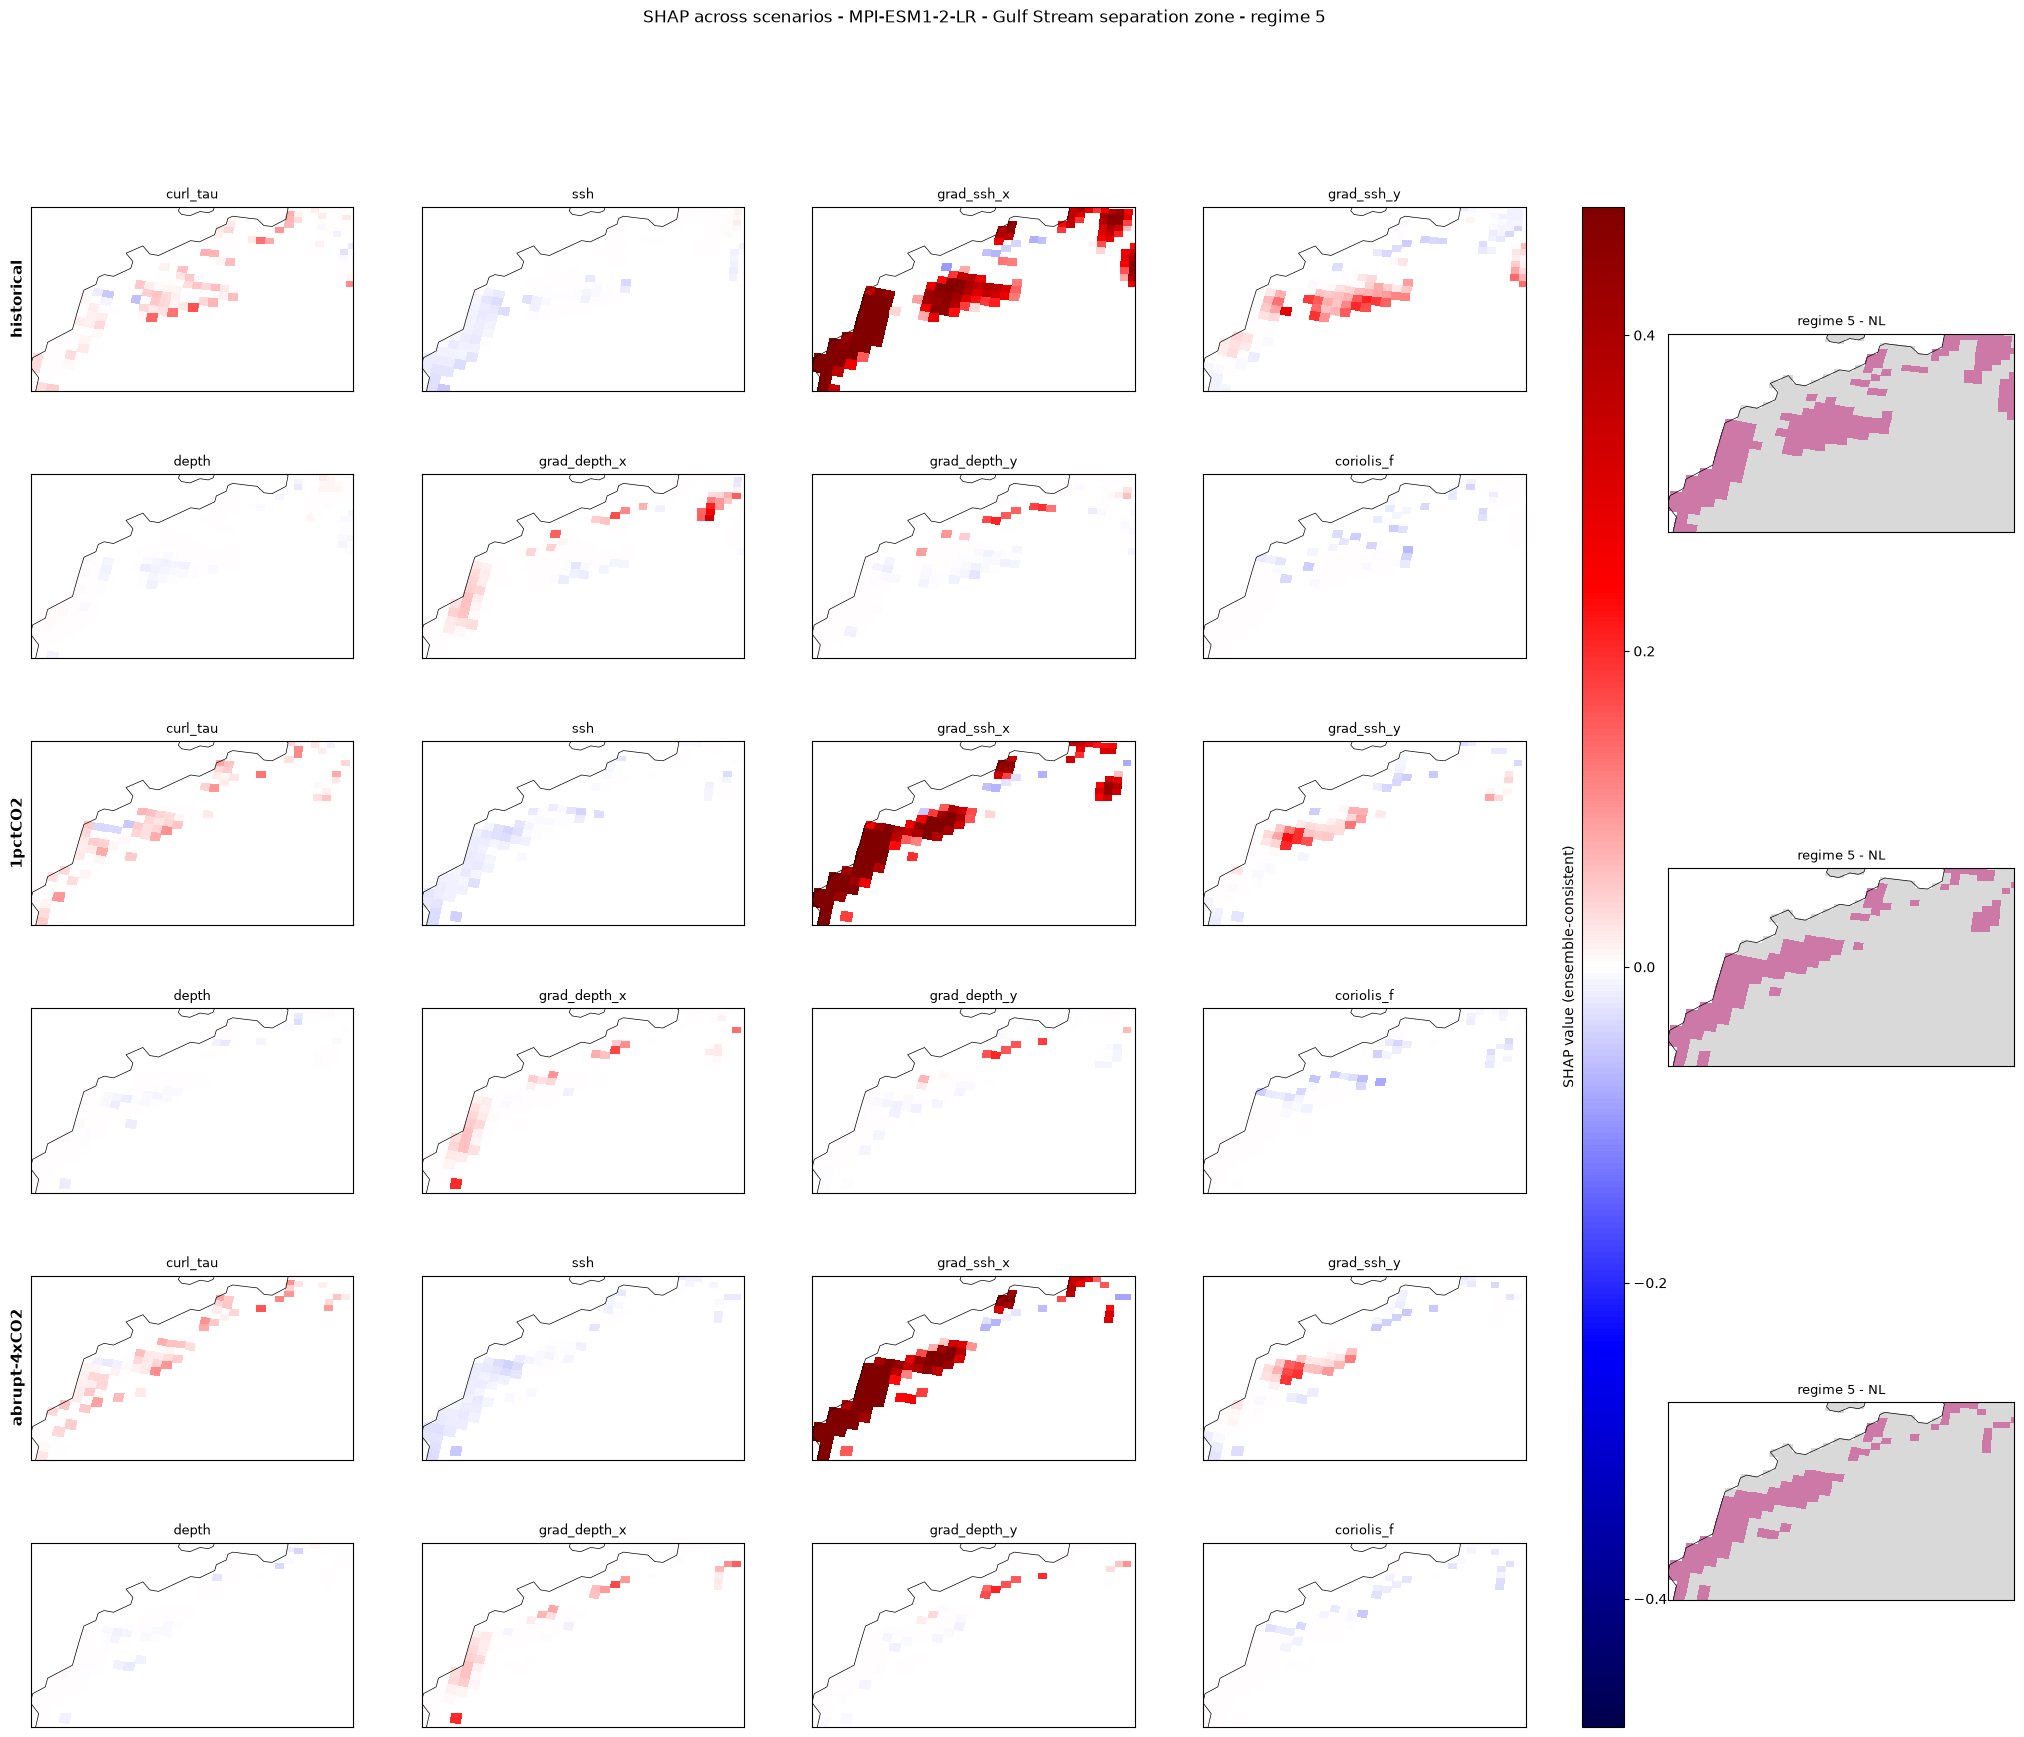 SHAP across scenarios - MPI-ESM1-2-LR - Gulf Stream separation zone - regime 5
historical
curl_tau
ssh
grad_ssh_x
grad_ssh_y
depth
grad_depth_x
grad_depth_y
coriolis_f
1pctCO2
curl_tau
ssh
grad_ssh_x
grad_ssh_y
depth
grad_depth_x
grad_depth_y
coriolis_f
abrupt-4xCO2
curl_tau
ssh
grad_ssh_x
grad_ssh_y
depth
grad_depth_x
grad_depth_y
coriolis_f
SHAP value (ensemble-consistent)
0.4
0.2
0.0
−0.2
−0.4
regime 5 - NL
regime 5 - NL
regime 5 - NL